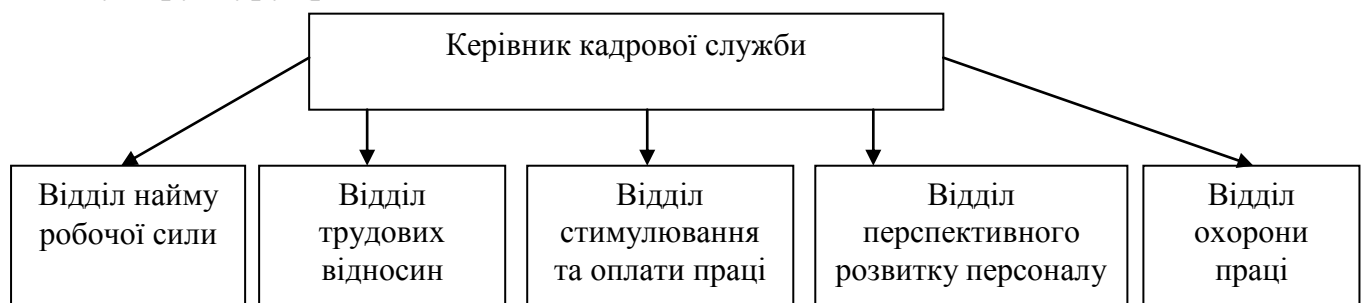 Керівник кадрової служби
Відділ найму
робочої сили
Відділ
трудових
відносин
Відділ
стимулювання
та оплати праці
Відділ
перспективного
розвитку персоналу
Відділ
охорони
праці